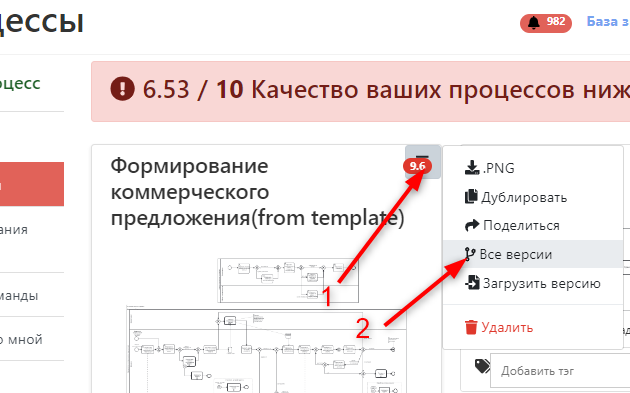 цессы
982
База з
оцесс
6.53 / 10 Качество ваших процессов ниж
Формирование
коммерческого
предложения(from template)
9.6
.PNG
Дублировать
Поделиться
Все версии
Загрузить версию
Удалить
ания
манды
о мной
1
2
Добавить тэг